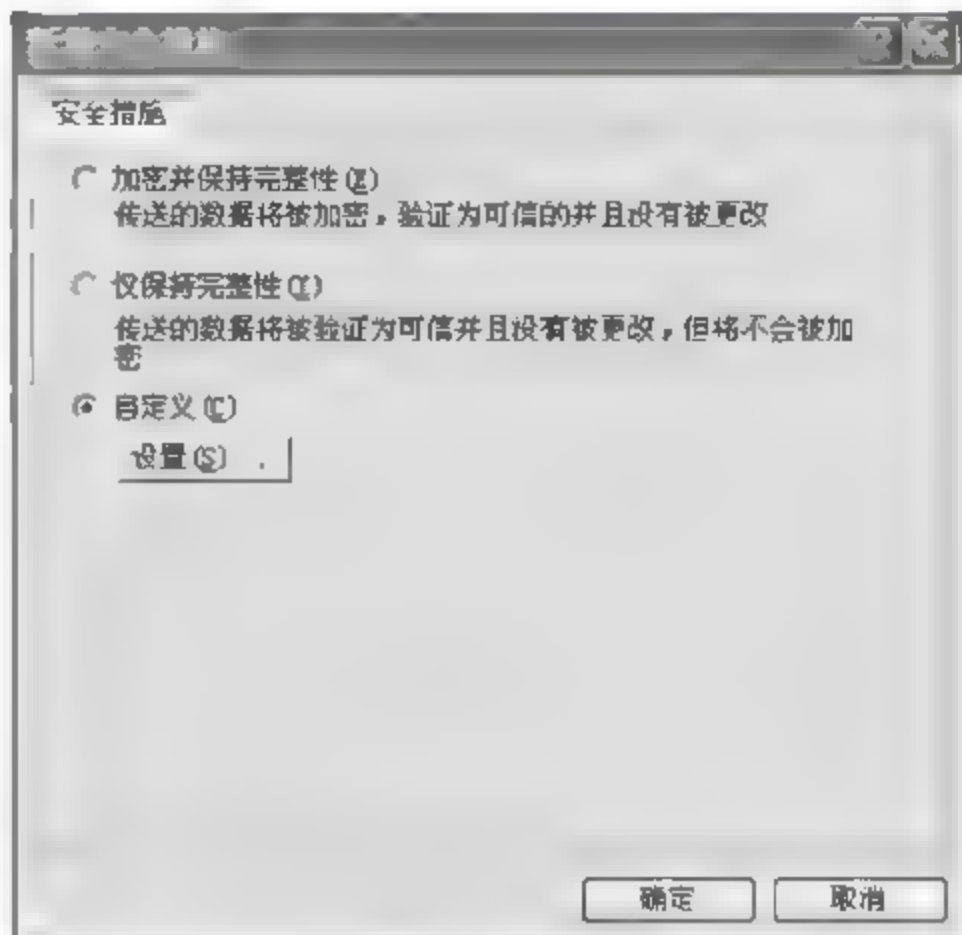 安全措施
加密并保持完整性(E)
传送的数据将被加密，验证为可信的并且没有被更改
仅保持完整性(I)
传送的数据将被验证为可信并且没有被更改，但将不会被加
密
自定义(C)
设置(S)
确定
取消